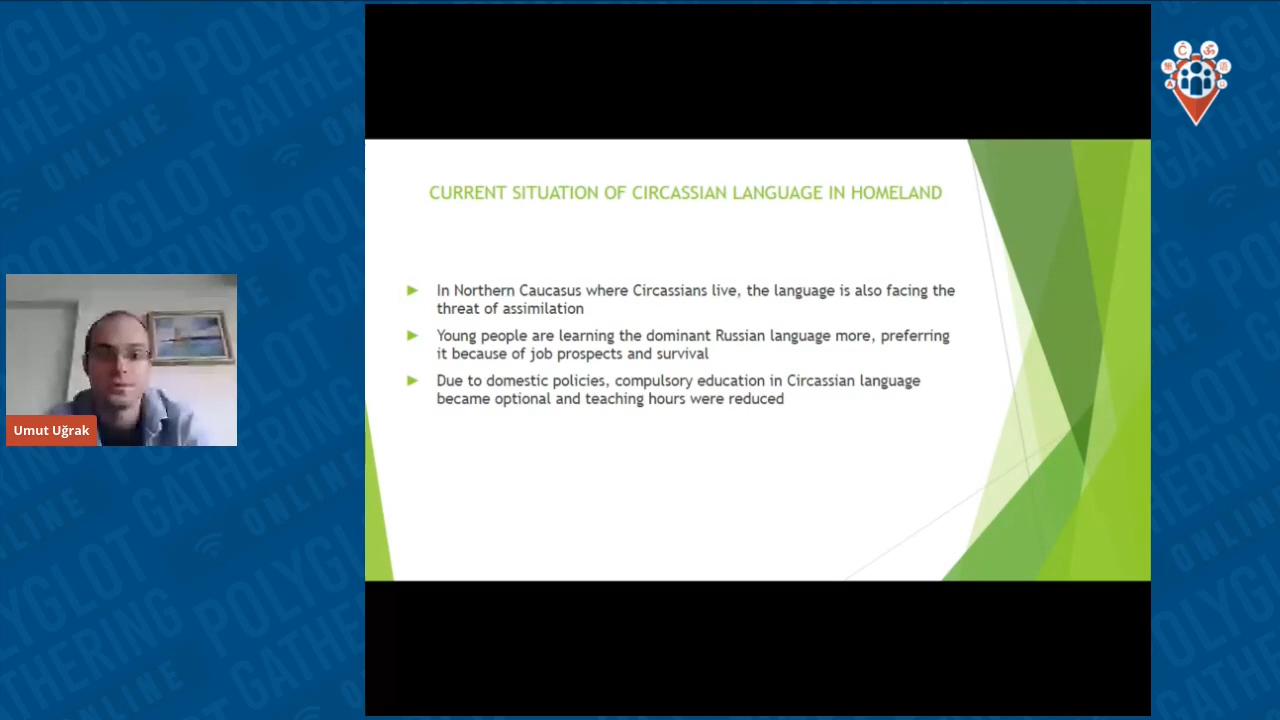 CURRENT SITUATION OF CIRCASSIAN LANGUAGE IN HOMELAND
In Northern Caucasus where Circassians live, the language is also facing the
threat of assimilation
Young people are learning the dominant Russian language more, preferring
it because of job prospects and survival
Due to domestic policies, compulsory education in Circassian language
became optional and teaching hours were reduced
Umut Uğrak
POLYGLOT
GATHERING
ONLINE